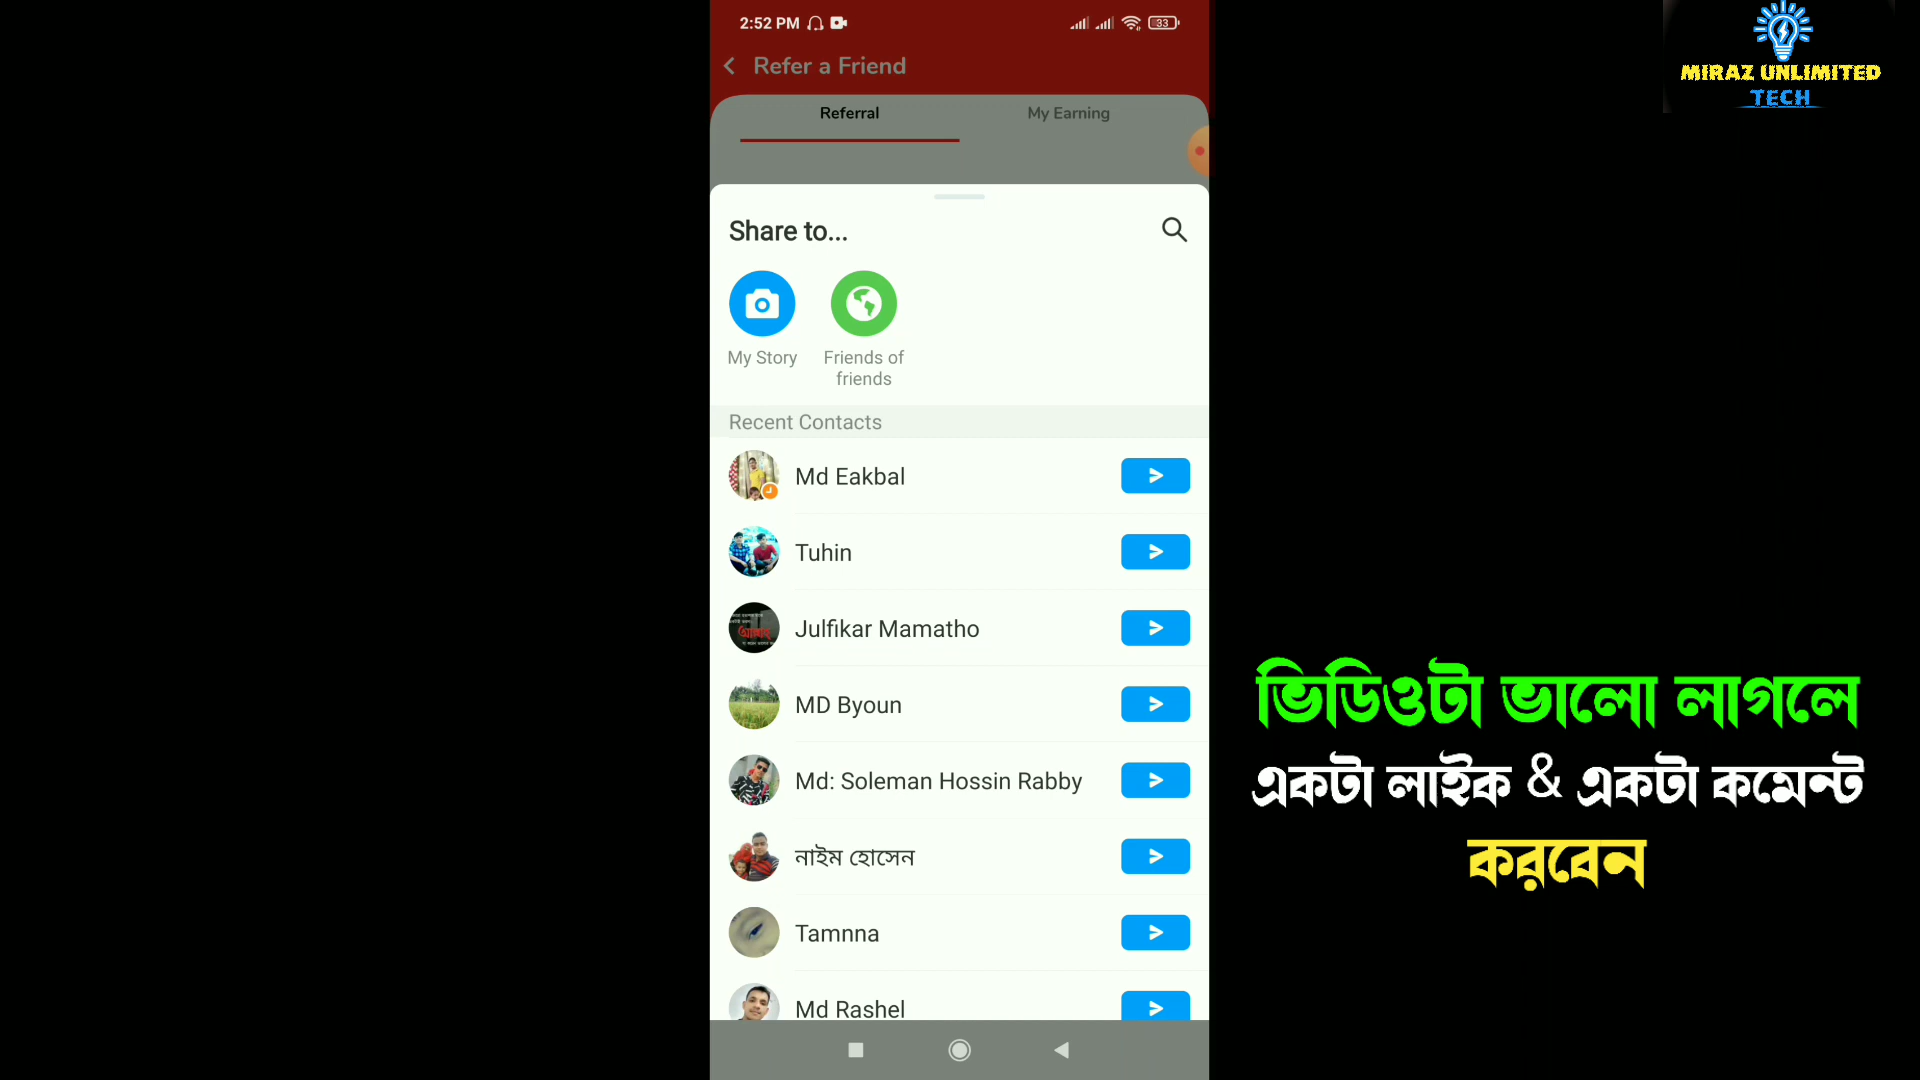 2:52 PM
33
Refer a Friend
Referral
My Earning
Share to...
My Story
Friends of
friends
Recent Contacts
Md Eakbal
Tuhin
Julfikar Mamatho
MD Byoun
Md: Soleman Hossin Rabby
নাইম হোসেন
Tamnna
Md Rashel
MIRAZ UNLIMITED
TECH
ভিডিওটা ভালো লাগলে
একটা লাইক & একটা কমেন্ট
করবেন